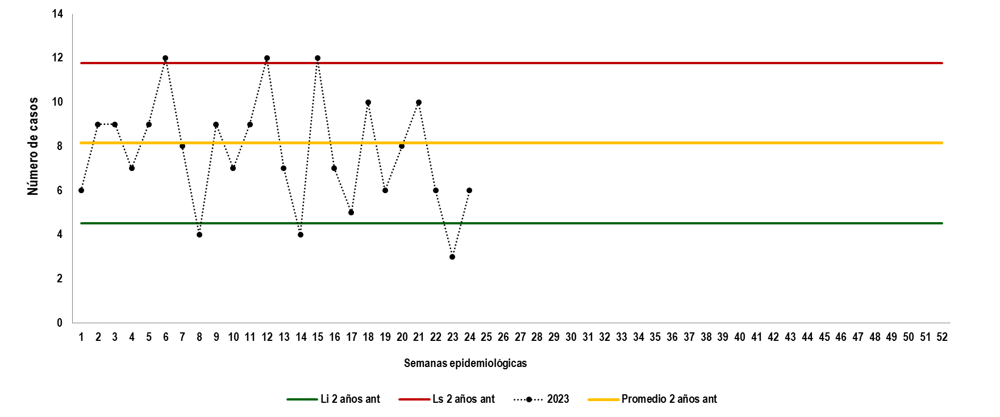 14
12
10
8
6
4
2
0
Número de casos
1 2 3 4 5 6 7 8 9 10 11 12 13 14 15 16 17 18 19 20 21 22 23 24 25 26 27 28 29 30 31 32 33 34 35 36 37 38 39 40 41 42 43 44 45 46 47 48 49 50 51 52
Semanas epidemiológicas
Li 2 años ant Ls 2 años ant 2023 Promedio 2 años ant